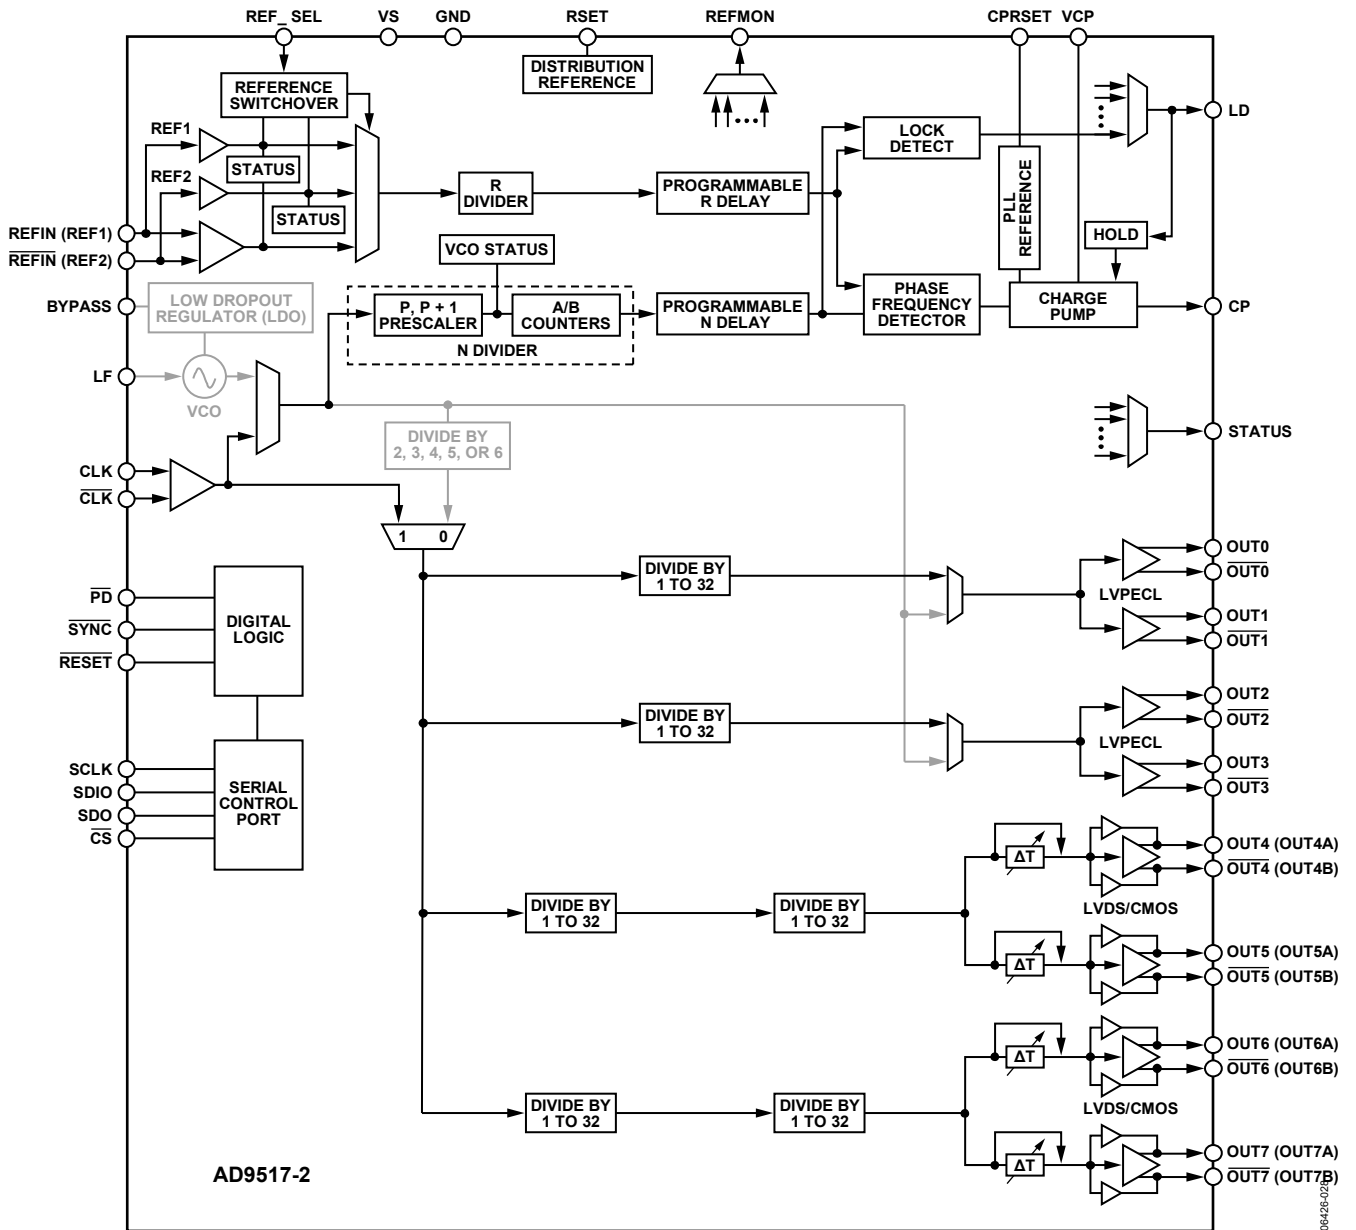 REF_ SEL
VS
GND
RSET
REFMON
CPRSET
VCP
DISTRIBUTION
REFERENCE
REFERENCE
SWITCHOVER
REF1
STATUS
REF2
STATUS
R
DIVIDER
PROGRAMMABLE
R DELAY
LOCK
DETECT
LD
PLL
REFERENCE
HOLD
REFIN (REF1)
REFIN (REF2)
VCO STATUS
BYPASS
LOW DROPOUT
REGULATOR (LDO)
P, P + 1
PRESCALER
A/B
COUNTERS
N DIVIDER
PROGRAMMABLE
N DELAY
PHASE
FREQUENCY
DETECTOR
CHARGE
PUMP
CP
LF
VCO
DIVIDE BY
2, 3, 4, 5, OR 6
STATUS
CLK
CLK
1 0
PD
SYNC
RESET
DIGITAL
LOGIC
DIVIDE BY
1 TO 32
LVPECL
OUT0
OUT0
OUT1
OUT1
DIVIDE BY
1 TO 32
LVPECL
OUT2
OUT2
OUT3
OUT3
SCLK
SDIO
SDO
CS
SERIAL
CONTROL
PORT
DIVIDE BY
1 TO 32
DIVIDE BY
1 TO 32
ΔT
ΔT
LVDS/CMOS
OUT4 (OUT4A)
OUT4 (OUT4B)
OUT5 (OUT5A)
OUT5 (OUT5B)
DIVIDE BY
1 TO 32
DIVIDE BY
1 TO 32
ΔT
ΔT
LVDS/CMOS
OUT6 (OUT6A)
OUT6 (OUT6B)
OUT7 (OUT7A)
OUT7 (OUT7B)
AD9517-2
06426-028